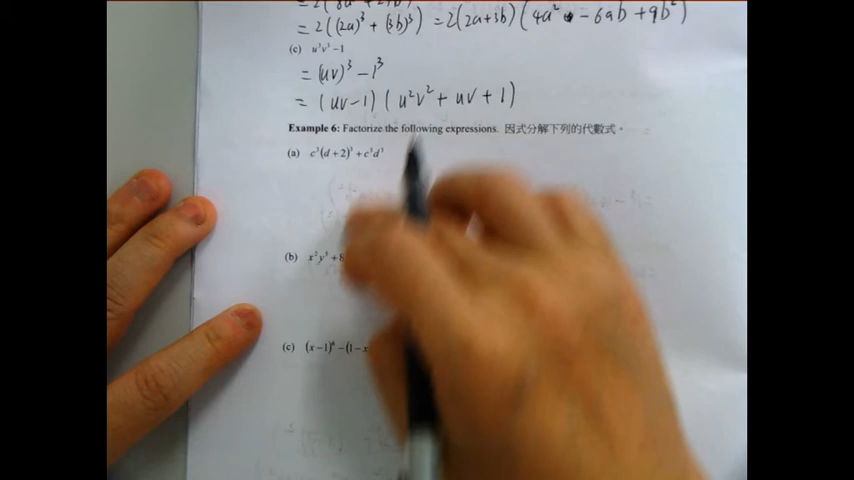 = 2((2a)³ + (3b)³) = 2(2a+3b)(4a² - 6ab + 9b²)
(c) u³v³-1
= (uv)³ - 1³
= (uv-1)(u²v² + uv + 1)
Example 6: Factorize the following expressions. 因式分解下列的代數式。
(a) c³(d+2)³ + c³d³
(b) x²y
(c) (x-1)⁶ - (1-x